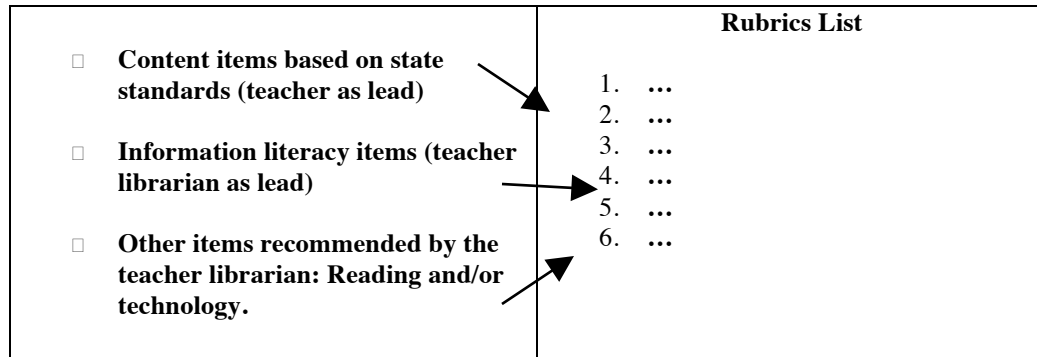 □ Content items based on state
standards (teacher as lead)
□ Information literacy items (teacher
librarian as lead)
□ Other items recommended by the
teacher librarian: Reading and/or
technology.
Rubrics List
1. ...
2. ...
3. ...
4. ...
5. ...
6. ...